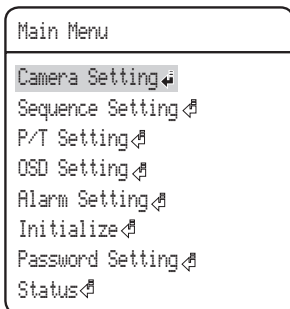 Main Menu
Camera Setting↵
Sequence Setting↵
P/T Setting↵
OSD Setting↵
Alarm Setting↵
Initialize↵
Password Setting↵
Status↵